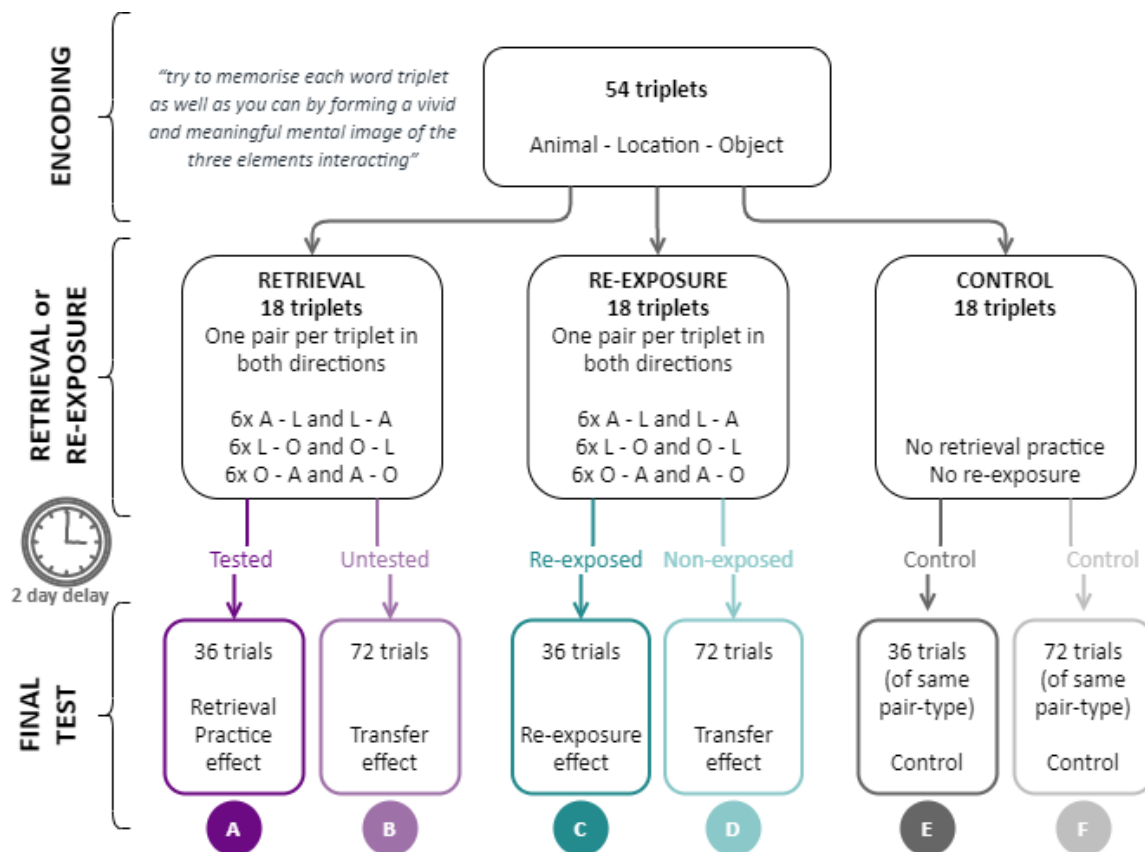 ENCODING
“try to memorise each word triplet
as well as you can by forming a vivid
and meaningful mental image of the
three elements interacting”
54 triplets
Animal - Location - Object
RETRIEVAL or
RE-EXPOSURE
RETRIEVAL
18 triplets
One pair per triplet in
both directions
6x A - L and L - A
6x L - O and O - L
6x O - A and A - O
RE-EXPOSURE
18 triplets
One pair per triplet in
both directions
6x A - L and L - A
6x L - O and O - L
6x O - A and A - O
CONTROL
18 triplets
No retrieval practice
No re-exposure
2 day delay
Tested
Untested
Re-exposed
Non-exposed
Control
Control
FINAL
TEST
36 trials
Retrieval
Practice
effect
72 trials
Transfer
effect
36 trials
Re-exposure
effect
72 trials
Transfer
effect
36 trials
(of same
pair-type)
Control
72 trials
(of same
pair-type)
Control
A
B
C
D
E
F